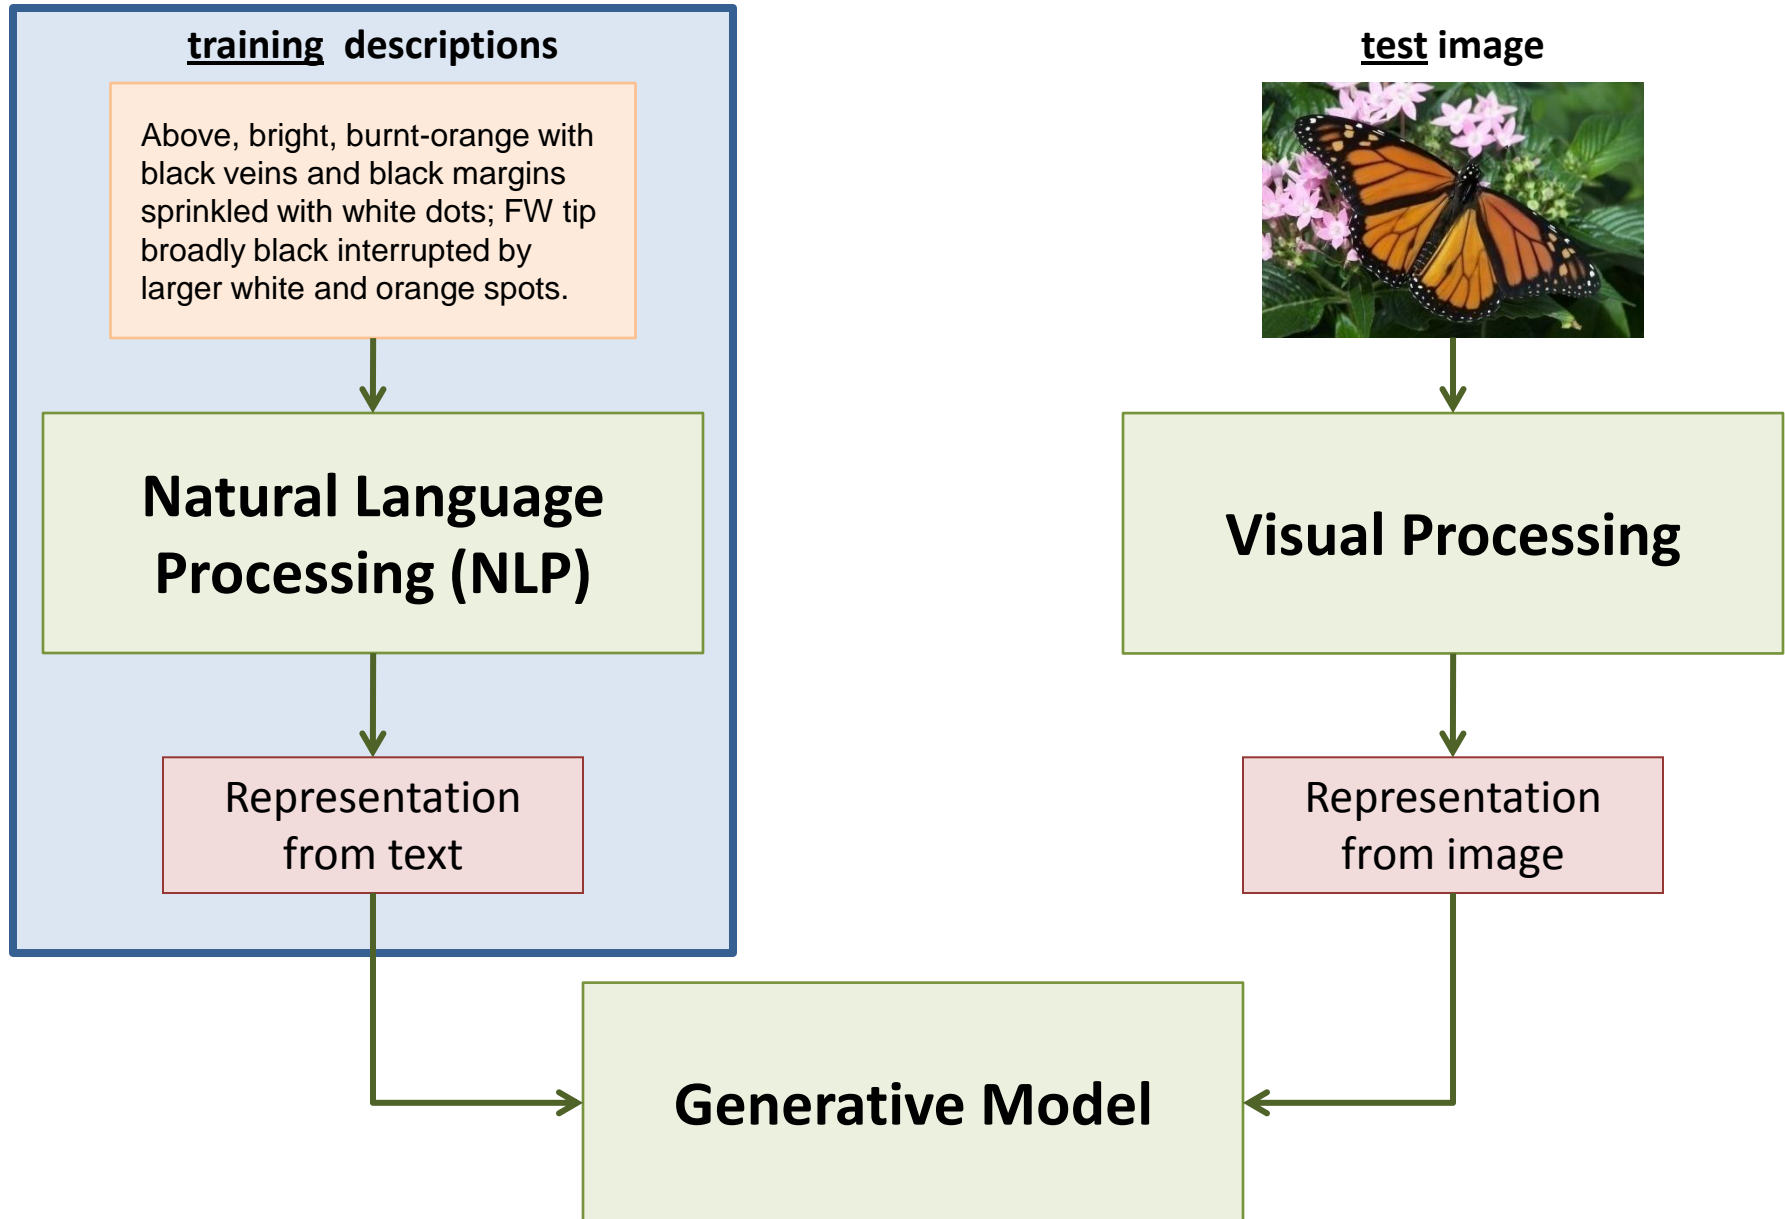 training descriptions
Above, bright, burnt-orange with
black veins and black margins
sprinkled with white dots; FW tip
broadly black interrupted by
larger white and orange spots.
Natural Language
Processing (NLP)
Representation
from text
test image
Visual Processing
Representation
from image
Generative Model